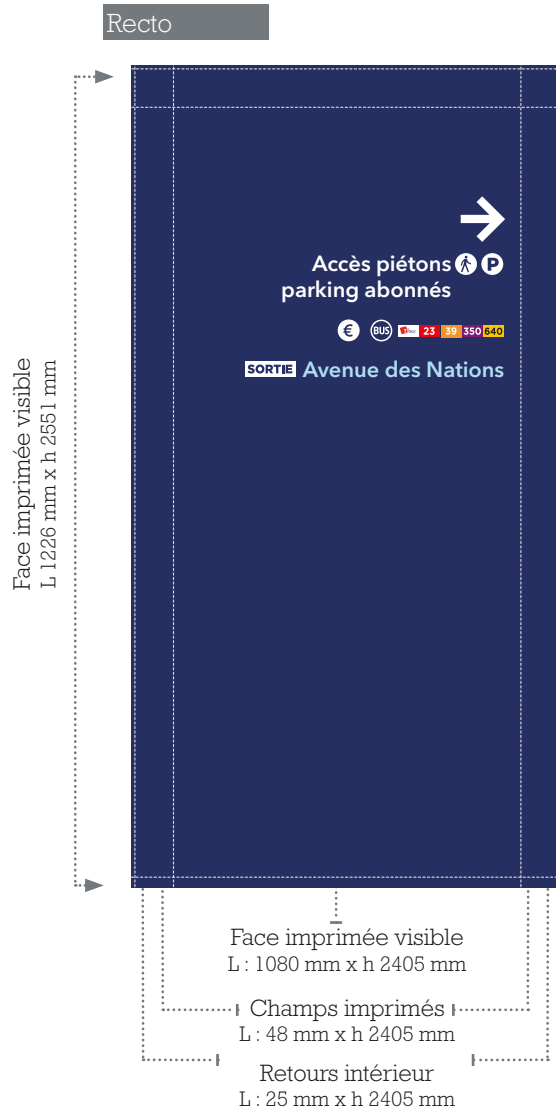 Recto
Accès piétons P
parking abonnés
€ BUS 23 39 350 640
SORTIE Avenue des Nations
Face imprimée visible
L 1226 mm x h 2551 mm
Face imprimée visible
L : 1080 mm x h 2405 mm
Champs imprimés
L : 48 mm x h 2405 mm
Retours intérieur
L : 25 mm x h 2405 mm